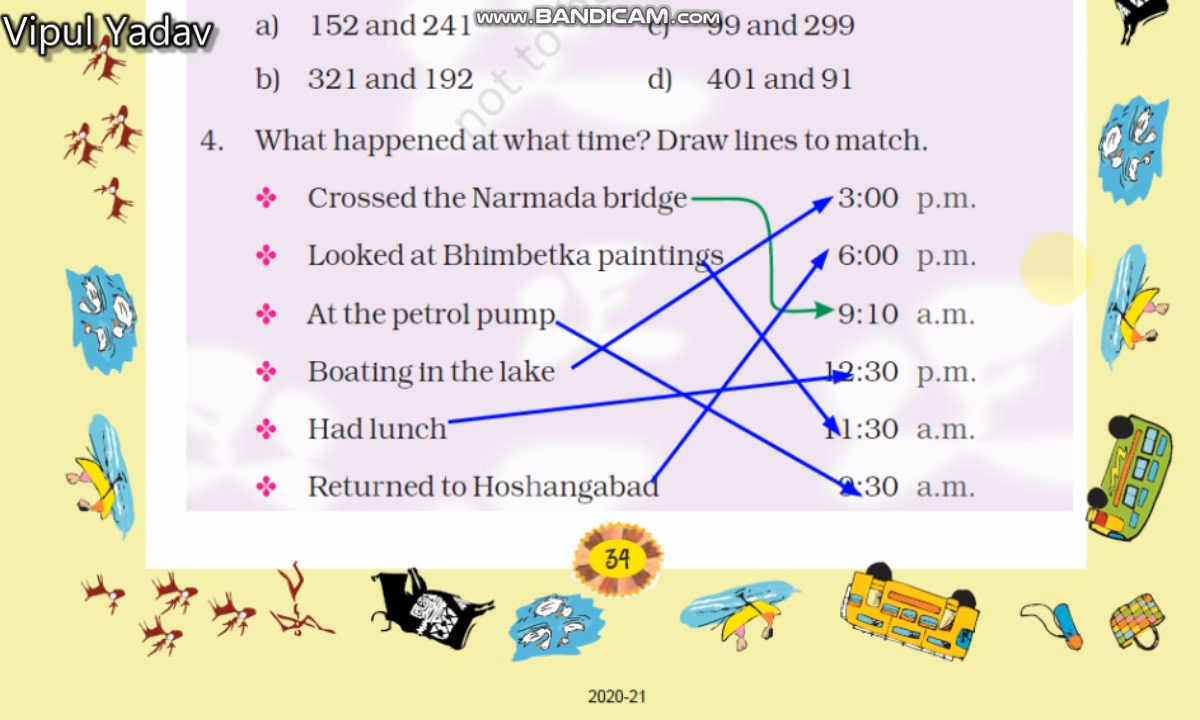 Vipul Yadav
www.BANDICAM.com
a) 152 and 241 c) 99 and 299
b) 321 and 192 d) 401 and 91
not to
4. What happened at what time? Draw lines to match.
Crossed the Narmada bridge 3:00 p.m.
Looked at Bhimbetka paintings 6:00 p.m.
At the petrol pump 9:10 a.m.
Boating in the lake 12:30 p.m.
Had lunch 11:30 a.m.
Returned to Hoshangabad :30 a.m.
34
2020-21